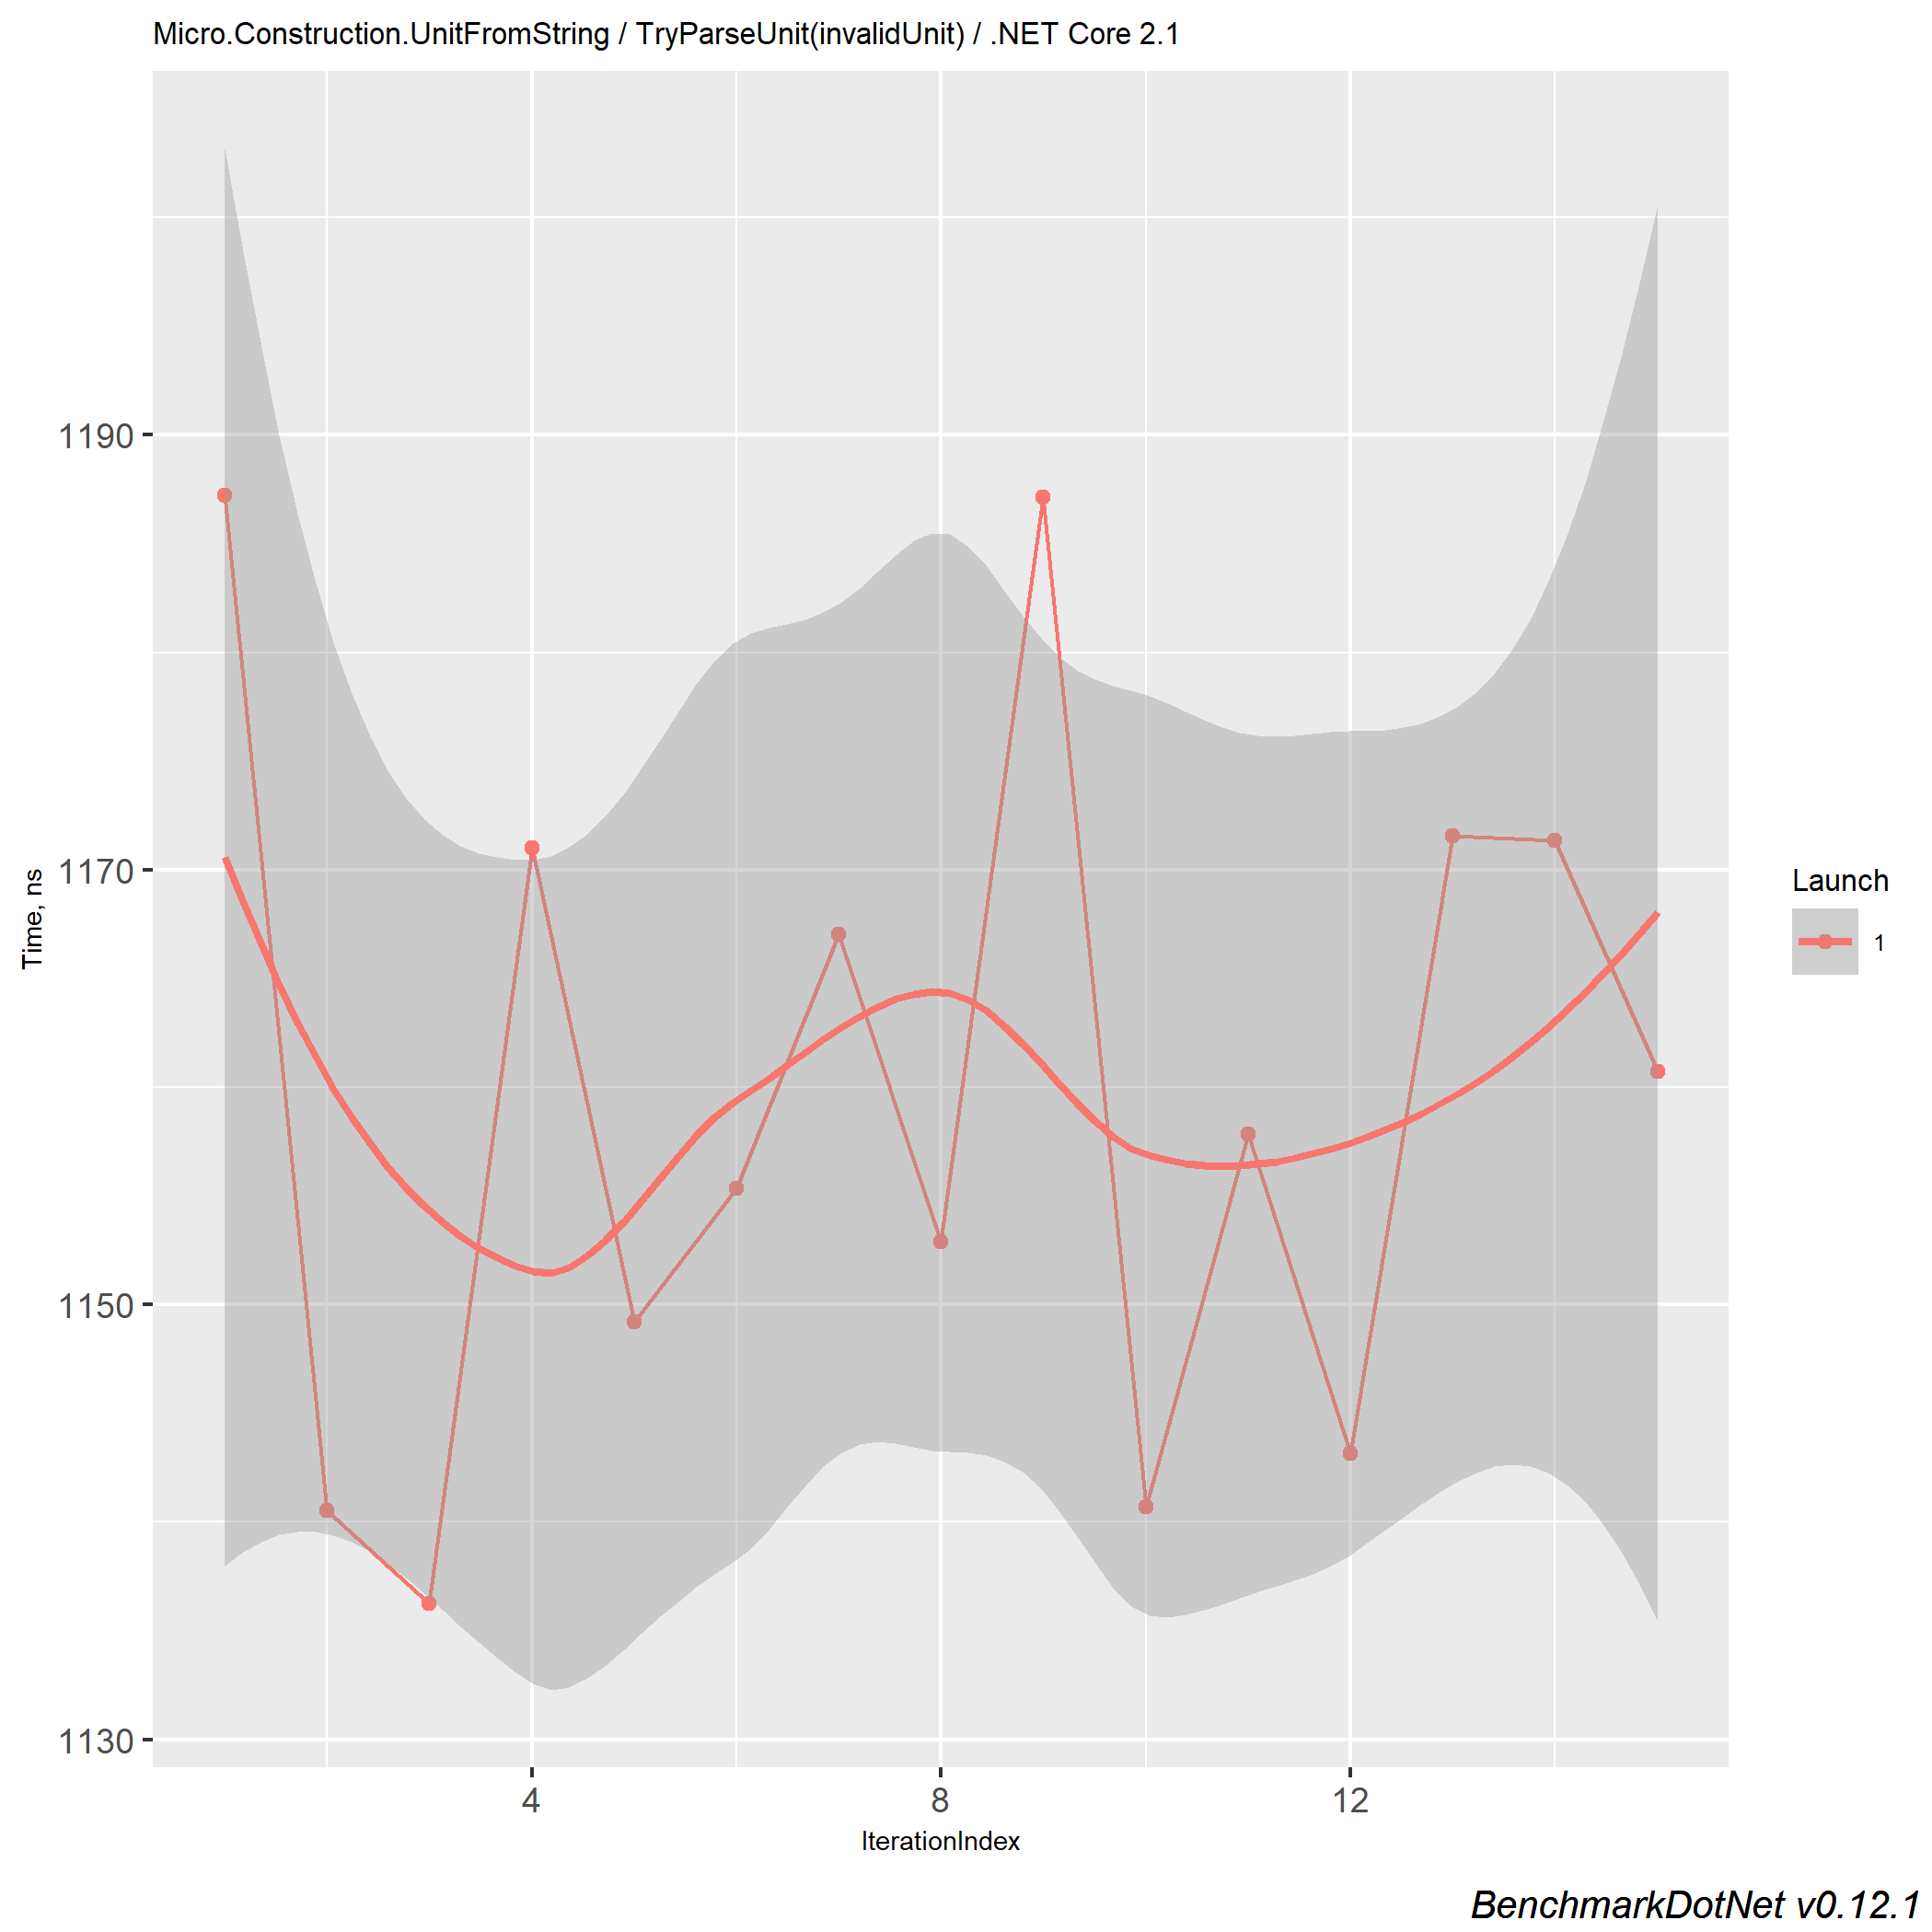 Micro.Construction.UnitFromString / TryParseUnit(invalidUnit) / .NET Core 2.1
1190
1170
1150
1130
Time, ns
4
8
12
IterationIndex
Launch
1
BenchmarkDotNet v0.12.1